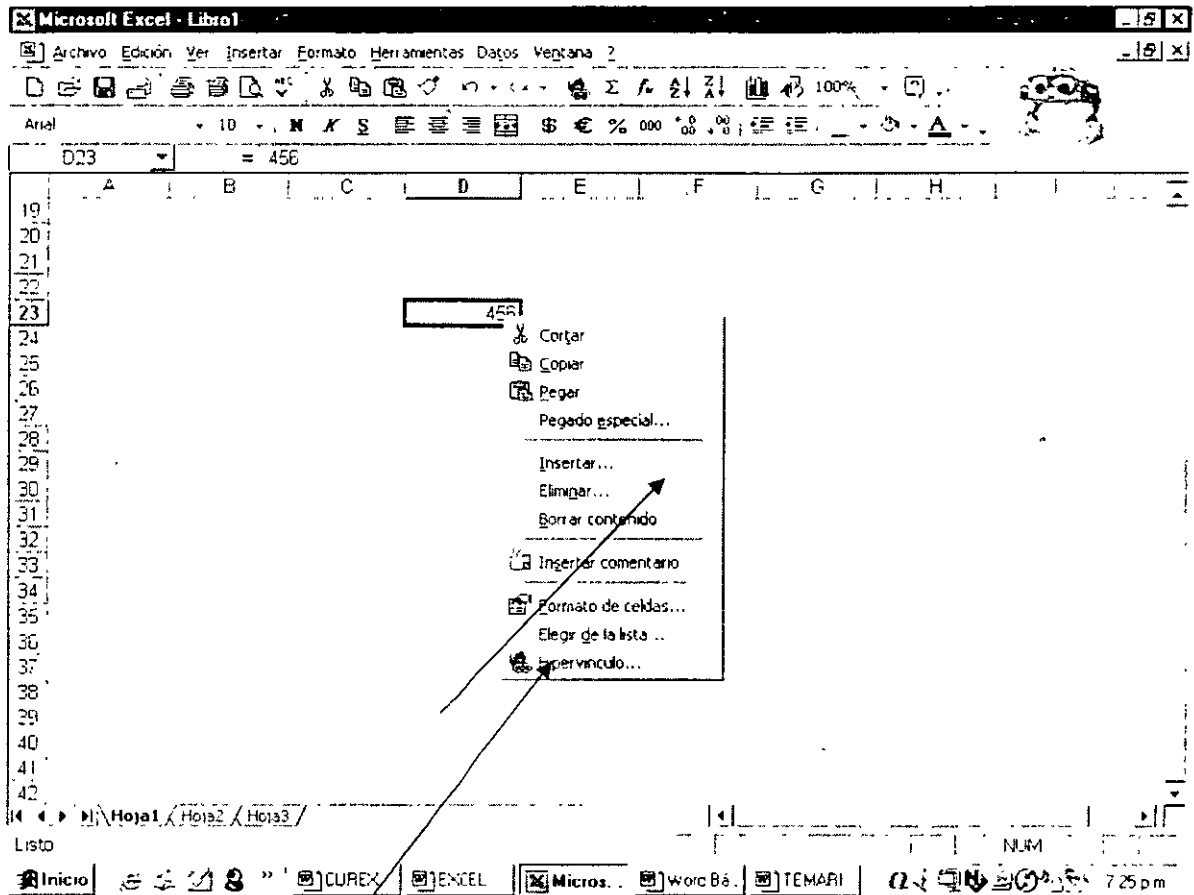 Microsoft Excel - Libro1
Archivo Edición Ver Insertar Formato Herramientas Datos Ventana ?
100%
Arial 10 N K S $ € % 000 A
D23 = 456
A B C D E F G H I
19
20
21
22
23 456
24 Cortar
25 Copiar
26 Pegar
27 Pegado especial...
28
29 Insertar...
30 Eliminar...
31 Borrar contenido
32
33 Insertar comentario
34
35 Formato de celdas...
36 Elegir de la lista...
37 Hipervínculo...
38
39
40
41
42
Hoja1 Hoja2 Hoja3
Listo NUM
Inicio CUREX EXCEL Micros... Word Bá.. TEMARI 7:25 pm